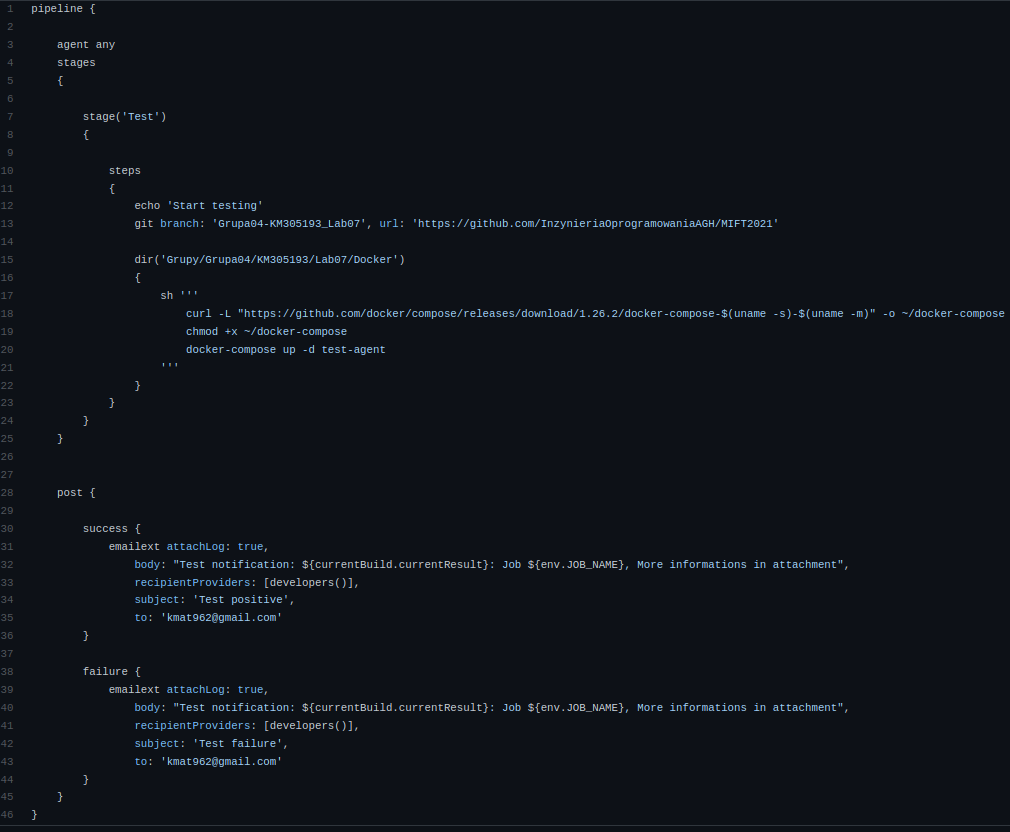 1 pipeline {
2
3 agent any
4 stages
5 {
6
7 stage('Test')
8 {
9
10 steps
11 {
12 echo 'Start testing'
13 git branch: 'Grupa04-KM305193_Lab07', url: 'https://github.com/InzynieriaOprogramowaniaAGH/MIFT2021'
14
15 dir('Grupy/Grupa04/KM305193/Lab07/Docker')
16 {
17 sh '''
18 curl -L "https://github.com/docker/compose/releases/download/1.26.2/docker-compose-$(uname -s)-$(uname -m)" -o ~/docker-compose
19 chmod +x ~/docker-compose
20 docker-compose up -d test-agent
21 '''
22 }
23 }
24 }
25 }
26
27
28 post {
29
30 success {
31 emailext attachLog: true,
32 body: "Test notification: ${currentBuild.currentResult}: Job ${env.JOB_NAME}, More informations in attachment",
33 recipientProviders: [developers()],
34 subject: 'Test positive',
35 to: 'kmat962@gmail.com'
36 }
37
38 failure {
39 emailext attachLog: true,
40 body: "Test notification: ${currentBuild.currentResult}: Job ${env.JOB_NAME}, More informations in attachment",
41 recipientProviders: [developers()],
42 subject: 'Test failure',
43 to: 'kmat962@gmail.com'
44 }
45 }
46 }